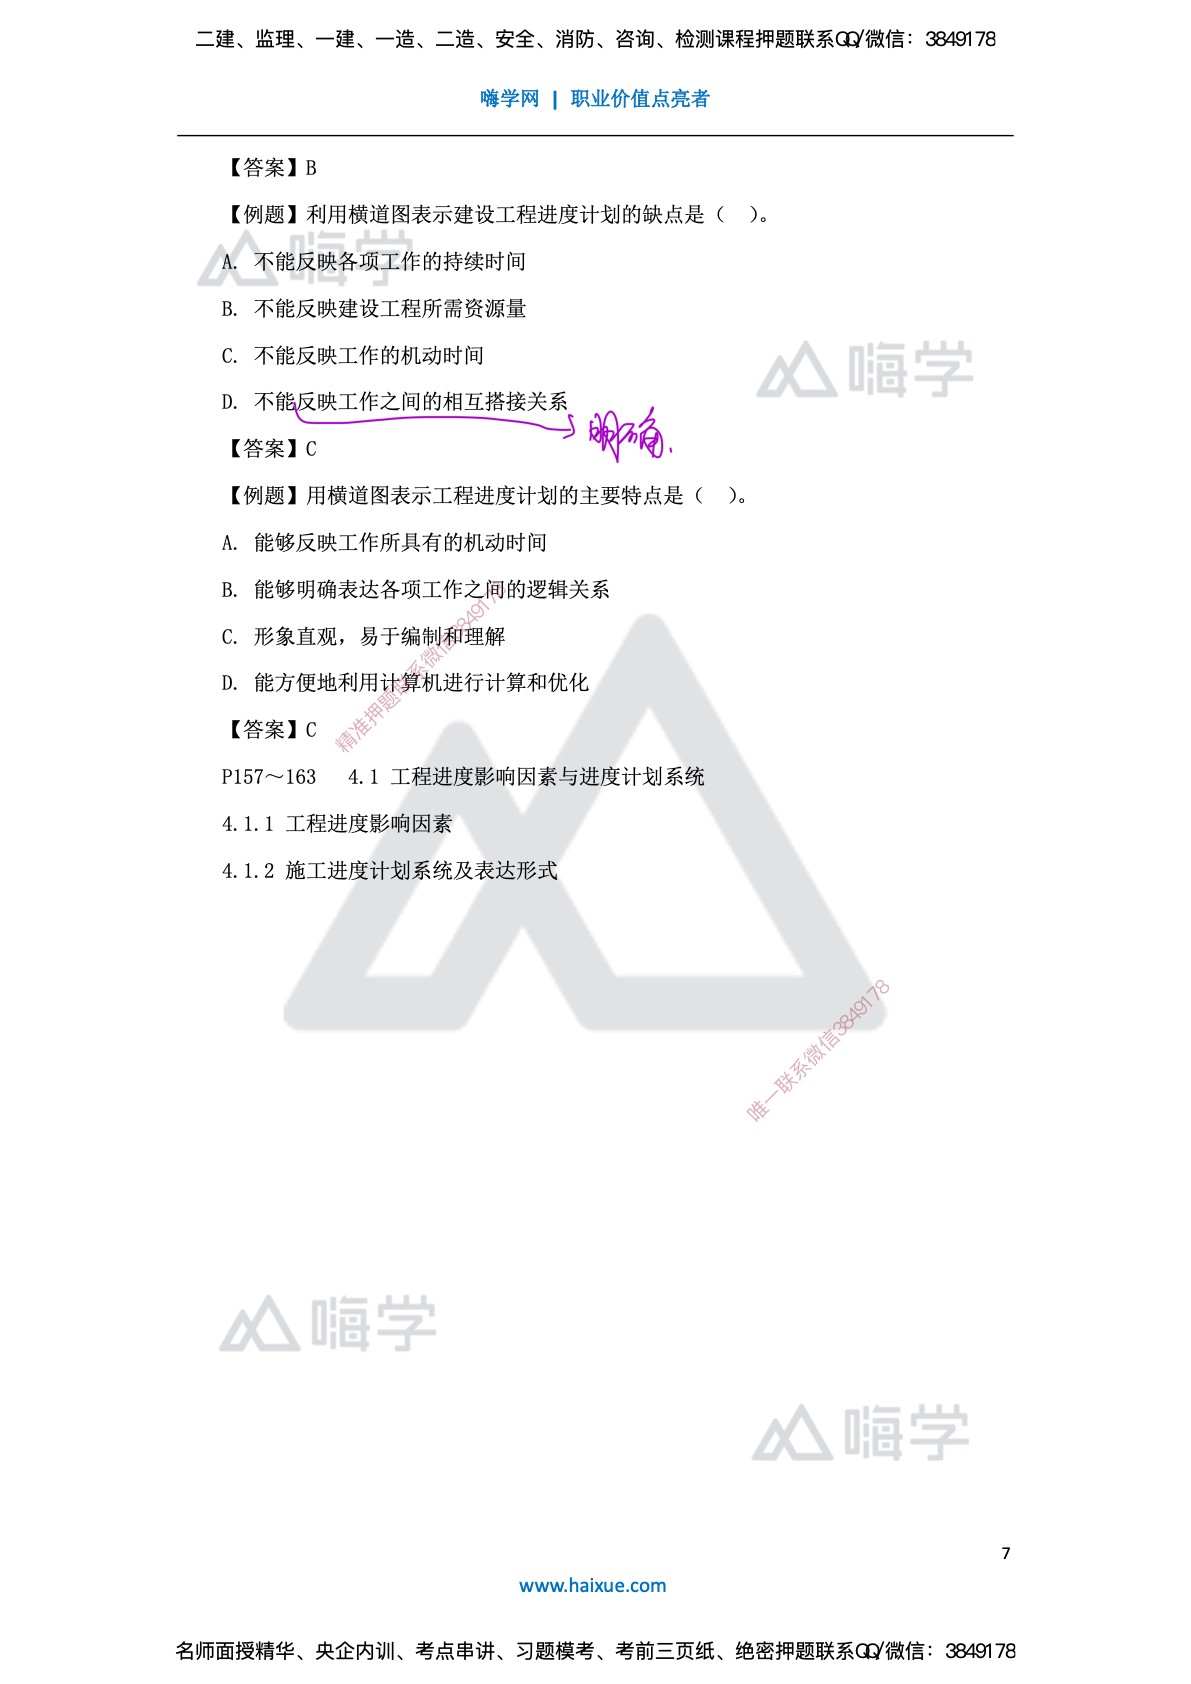 二建、监理、一建、一造、二造、安全、消防、咨询、检测课程押题联系QQ/微信：3849178
嗨学网 | 职业价值点亮者
【答案】B
【例题】利用横道图表示建设工程进度计划的缺点是（ ）。
嗨学
A. 不能反映各项工作的持续时间
B. 不能反映建设工程所需资源量
C. 不能反映工作的机动时间
嗨学
D. 不能反映工作之间的相互搭接关系
明确.
【答案】C
【例题】用横道图表示工程进度计划的主要特点是（ ）。
A. 能够反映工作所具有的机动时间
B. 能够明确表达各项工作之间的逻辑关系
C. 形象直观，易于编制和理解
D. 能方便地利用计算机进行计算和优化
精准押题联系微信3849178
【答案】C
P157～163 4.1 工程进度影响因素与进度计划系统
4.1.1 工程进度影响因素
4.1.2 施工进度计划系统及表达形式
唯一联系微信3849178
嗨学
嗨学
7
www.haixue.com
名师面授精华、央企内训、考点串讲、习题模考、考前三页纸、绝密押题联系QQ/微信：3849178